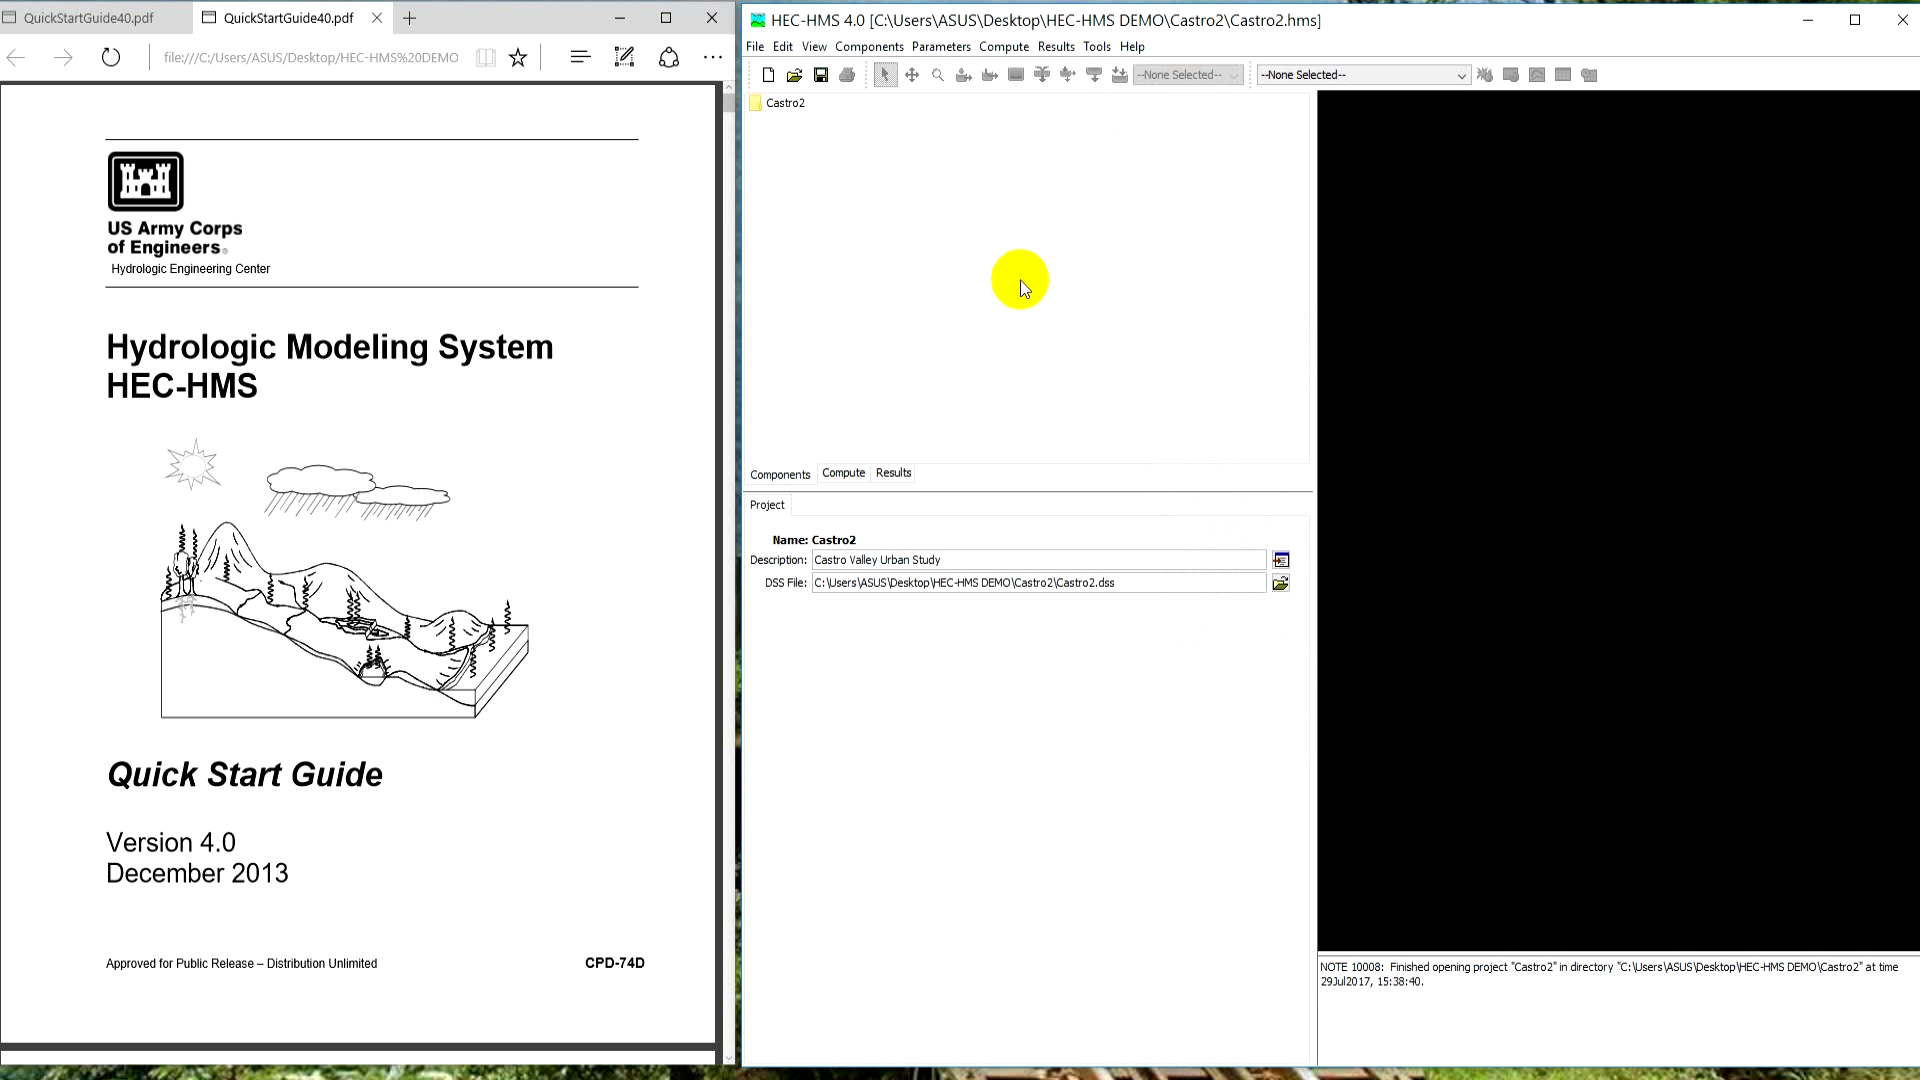 QuickStartGuide40.pdf
QuickStartGuide40.pdf
file:///C:/Users/ASUS/Desktop/HEC-HMS%20DEMO
US Army Corps
of Engineers®
Hydrologic Engineering Center
Hydrologic Modeling System
HEC-HMS
Quick Start Guide
Version 4.0
December 2013
Approved for Public Release – Distribution Unlimited
CPD-74D
HEC-HMS 4.0 [C:\Users\ASUS\Desktop\HEC-HMS DEMO\Castro2\Castro2.hms]
File Edit View Components Parameters Compute Results Tools Help
--None Selected-- --None Selected--
Castro2
Components Compute Results
Project
Name: Castro2
Description: Castro Valley Urban Study
DSS File: C:\Users\ASUS\Desktop\HEC-HMS DEMO\Castro2\Castro2.dss
NOTE 10008: Finished opening project "Castro2" in directory "C:\Users\ASUS\Desktop\HEC-HMS DEMO\Castro2" at time
29Jul2017, 15:38:40.